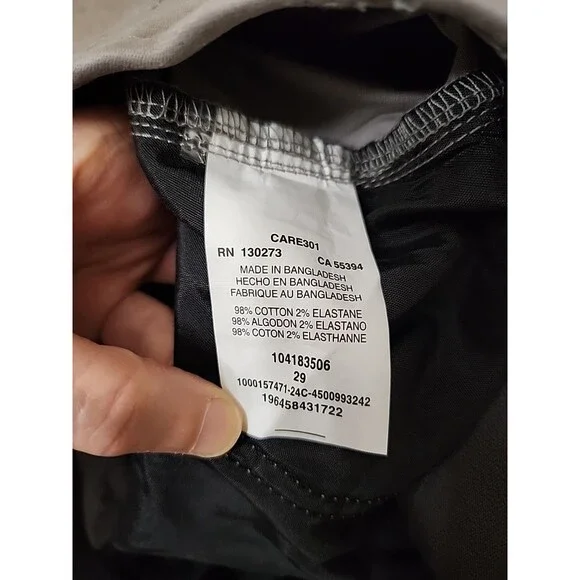 CARE301
RN 130273 CA 55394
MADE IN BANGLADESH
HECHO EN BANGLADESH
FABRIQUE AU BANGLADESH
98% COTTON 2% ELASTANE
98% ALGODON 2% ELASTANO
98% COTON 2% ELASTHANNE
104183506
29
1000157471-24C-4500993242
196458431722